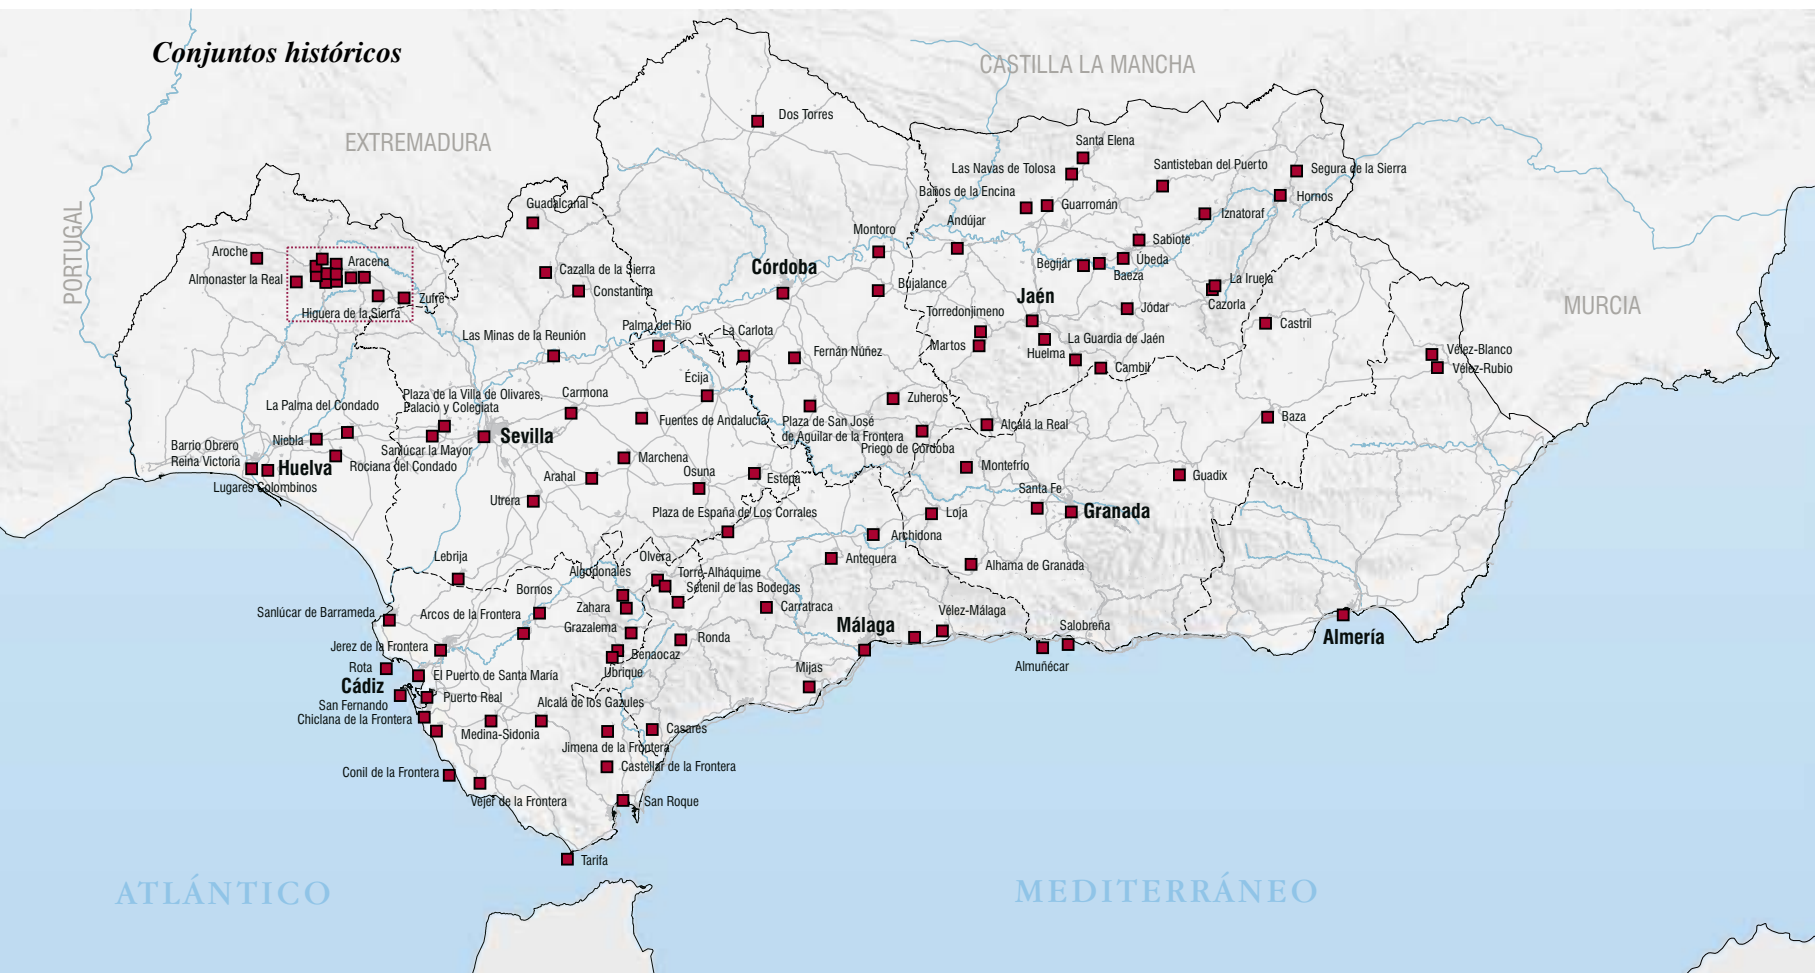 Conjuntos históricos
CASTILLA LA MANCHA
EXTREMADURA
PORTUGAL
MURCIA
Dos Torres
Santa Elena
Las Navas de Tolosa
Santisteban del Puerto
Segura de la Sierra
Baños de la Encina
Guarromán
Hornos
Guadalcanal
Andújar
Iznatoraf
Montoro
Sabiote
Aroche
Aracena
Úbeda
Begíjar
Baeza
Almonaster la Real
Cazalla de la Sierra
Córdoba
La Iruela
Constantina
Bujalance
Zufre
Jaén
Cazorla
Higuera de la Sierra
Torredonjimeno
Jódar
Castril
Las Minas de la Reunión
Palma del Río
La Carlota
Martos
La Guardia de Jaén
Fernán Núñez
Huelma
Vélez-Blanco
Cambil
Vélez-Rubio
Écija
Plaza de la Villa de Olivares,
Palacio y Colegiata
Carmona
Zuheros
La Palma del Condado
Fuentes de Andalucía
Plaza de San José
de Aguilar de la Frontera
Alcalá la Real
Baza
Niebla
Sevilla
Sanlúcar la Mayor
Priego de Córdoba
Barrio Obrero
Reina Victoria
Huelva
Rociana del Condado
Marchena
Montefrío
Lugares Colombinos
Arahal
Osuna
Estepa
Guadix
Santa Fe
Utrera
Plaza de España de Los Corrales
Loja
Granada
Archidona
Lebrija
Olvera
Antequera
Alhama de Granada
Algodonales
Torre-Alháquime
Setenil de las Bodegas
Bornos
Sanlúcar de Barrameda
Arcos de la Frontera
Zahara
Carratraca
Vélez-Málaga
Grazalema
Málaga
Salobreña
Almería
Jerez de la Frontera
Ronda
Benaocaz
Rota
Ubrique
Mijas
Almuñécar
El Puerto de Santa María
Cádiz
Puerto Real
San Fernando
Alcalá de los Gazules
Chiclana de la Frontera
Medina-Sidonia
Casares
Jimena de la Frontera
Castellar de la Frontera
Conil de la Frontera
Vejer de la Frontera
San Roque
Tarifa
ATLÁNTICO
MEDITERRÁNEO